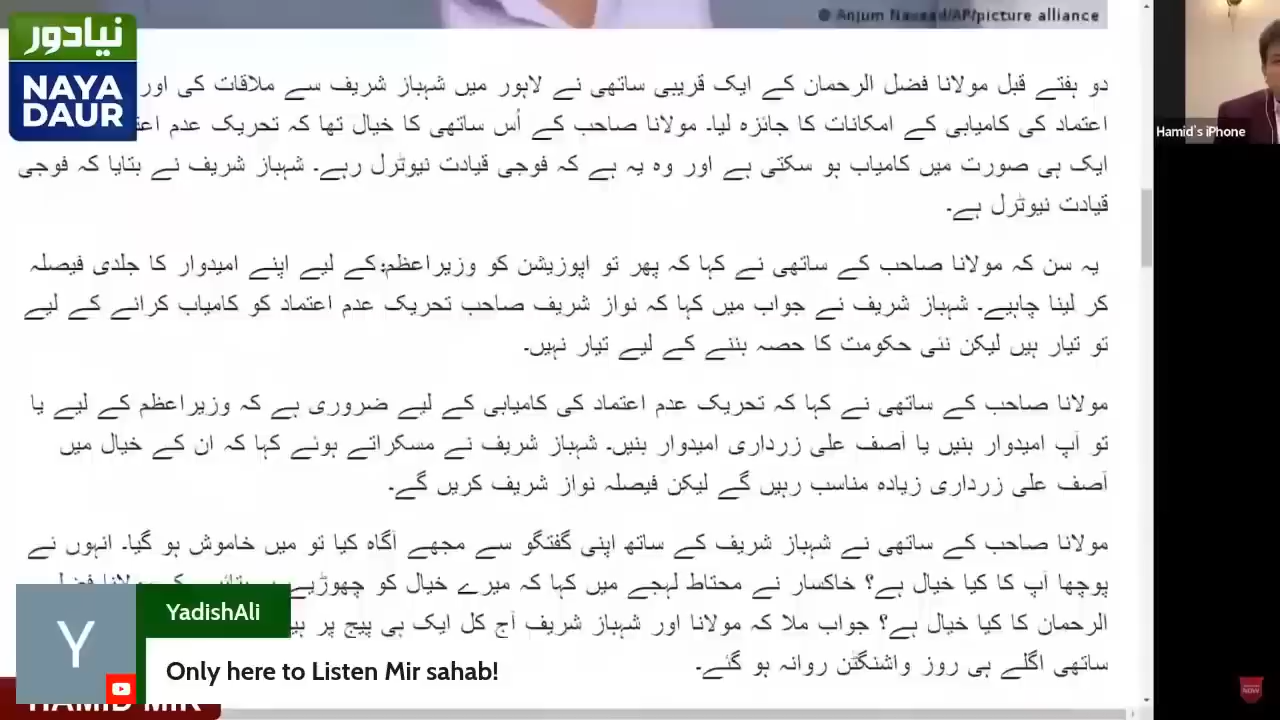 © Anjum Naveed/AP/picture alliance
نیادور
NAYA
DAUR
Hamid's iPhone
دو ہفتے قبل مولانا فضل الرحمان کے ایک قریبی ساتھی نے لاہور میں شہباز شریف سے ملاقات کی اور
اعتماد کی کامیابی کے امکانات کا جائزہ لیا۔ مولانا صاحب کے اُس ساتھی کا خیال تھا کہ تحریک عدم
ایک ہی صورت میں کامیاب ہو سکتی ہے اور وہ یہ ہے کہ فوجی قیادت نیوٹرل رہے۔ شہباز شریف نے بتایا کہ فوجی
قیادت نیوٹرل ہے۔
یہ سن کہ مولانا صاحب کے ساتھی نے کہا کہ پھر تو اپوزیشن کو وزیراعظم کے لیے اپنے امیدوار کا جلدی فیصلہ
کر لینا چاہیے۔ شہباز شریف نے جواب میں کہا کہ نواز شریف صاحب تحریک عدم اعتماد کو کامیاب کرانے کے لیے
تو تیار ہیں لیکن نئی حکومت کا حصہ بننے کے لیے تیار نہیں۔
مولانا صاحب کے ساتھی نے کہا کہ تحریک عدم اعتماد کی کامیابی کے لیے ضروری ہے کہ وزیراعظم کے لیے یا
تو آپ امیدوار بنیں یا آصف علی زرداری امیدوار بنیں۔ شہباز شریف نے مسکراتے ہوئے کہا کہ ان کے خیال میں
آصف علی زرداری زیادہ مناسب رہیں گے لیکن فیصلہ نواز شریف کریں گے۔
مولانا صاحب کے ساتھی نے شہباز شریف کے ساتھ اپنی گفتگو سے مجھے آگاہ کیا تو میں خاموش ہو گیا۔ انہوں نے
پوچھا آپ کا کیا خیال ہے؟ خاکسار نے محتاط لہجے میں کہا کہ میرے خیال کو چھوڑیے
الرحمان کا کیا خیال ہے؟ جواب ملا کہ مولانا اور شہباز شریف آج کل ایک ہی پیج پر
ساتھی اگلے ہی روز واشنگٹن روانہ ہو گئے۔
Y
YadishAli
Only here to Listen Mir sahab!
HAMID MIR
NOW